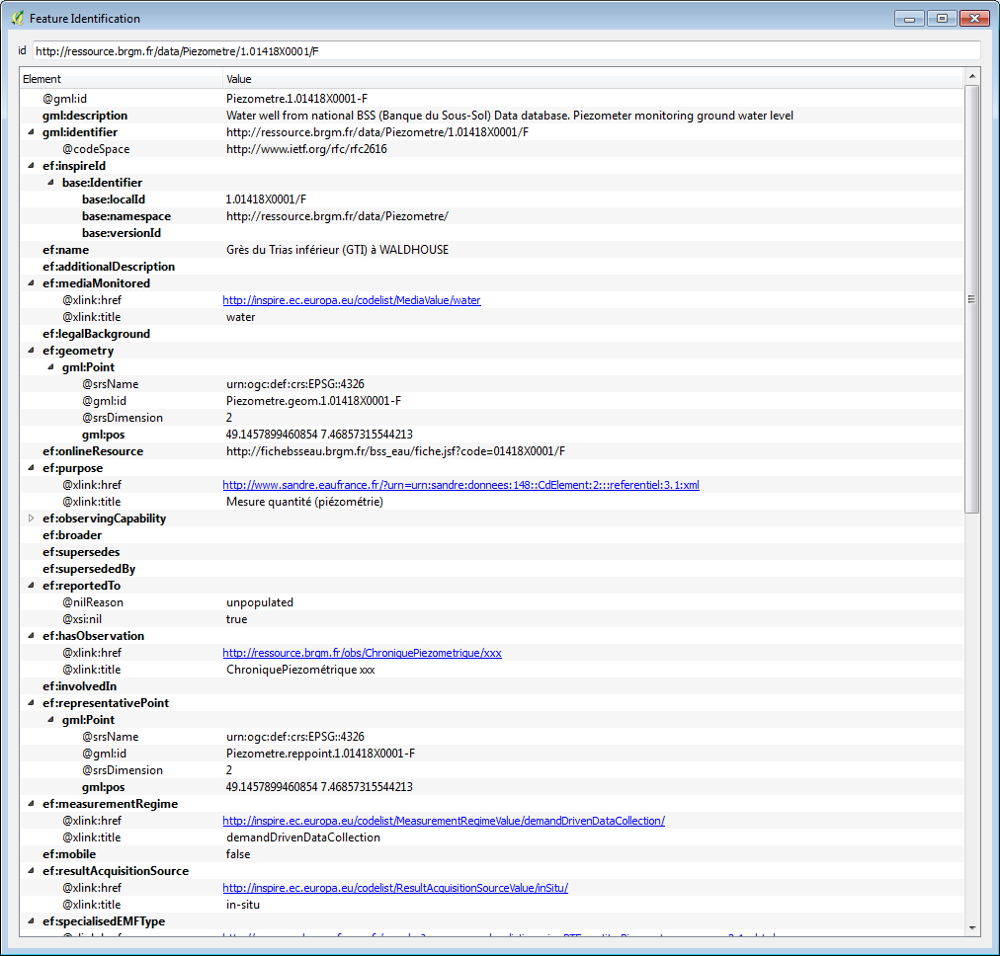 Feature Identification
id http://ressource.brgm.fr/data/Piezometre/1.01418X0001/F
Element Value
@gml:id Piezometre.1.01418X0001-F
gml:description Water well from national BSS (Banque du Sous-Sol) Data database. Piezometer monitoring ground water level
gml:identifier http://ressource.brgm.fr/data/Piezometre/1.01418X0001/F
@codeSpace http://www.ietf.org/rfc/rfc2616
ef:inspireId
base:Identifier
base:localId 1.01418X0001/F
base:namespace http://ressource.brgm.fr/data/Piezometre/
base:versionId
ef:name Grès du Trias inférieur (GTI) à WALDHOUSE
ef:additionalDescription
ef:mediaMonitored
@xlink:href http://inspire.ec.europa.eu/codelist/MediaValue/water
@xlink:title water
ef:legalBackground
ef:geometry
gml:Point
@srsName urn:ogc:def:crs:EPSG::4326
@gml:id Piezometre.geom.1.01418X0001-F
@srsDimension 2
gml:pos 49.1457899460854 7.46857315544213
ef:onlineResource http://fichebsseau.brgm.fr/bss_eau/fiche.jsf?code=01418X0001/F
ef:purpose
@xlink:href http://www.sandre.eaufrance.fr/?urn=urn:sandre:donnees:148::CdElement:2:::referentiel:3.1:xml
@xlink:title Mesure quantité (piézométrie)
ef:observingCapability
ef:broader
ef:supersedes
ef:supersededBy
ef:reportedTo
@nilReason unpopulated
@xsi:nil true
ef:hasObservation
@xlink:href http://ressource.brgm.fr/obs/ChroniquePiezometrique/xxx
@xlink:title ChroniquePiezométrique xxx
ef:involvedIn
ef:representativePoint
gml:Point
@srsName urn:ogc:def:crs:EPSG::4326
@gml:id Piezometre.reppoint.1.01418X0001-F
@srsDimension 2
gml:pos 49.1457899460854 7.46857315544213
ef:measurementRegime
@xlink:href http://inspire.ec.europa.eu/codelist/MeasurementRegimeValue/demandDrivenDataCollection/
@xlink:title demandDrivenDataCollection
ef:mobile false
ef:resultAcquisitionSource
@xlink:href http://inspire.ec.europa.eu/codelist/ResultAcquisitionSourceValue/inSitu/
@xlink:title in-situ
ef:specialisedEMFType